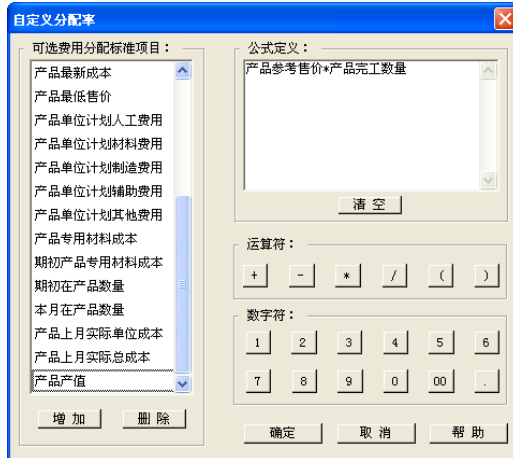 自定义分配率
可选费用分配标准项目：
产品最新成本
产品最低售价
产品单位计划人工费用
产品单位计划材料费用
产品单位计划制造费用
产品单位计划辅助费用
产品单位计划其他费用
产品专用材料成本
期初产品专用材料成本
期初在产品数量
本月在产品数量
产品上月实际单位成本
产品上月实际总成本
产品产值
增 加 删 除
公式定义：
产品参考售价*产品完工数量
清 空
运算符：
+ - * / ( )
数字符：
1 2 3 4 5 6
7 8 9 0 00 .
确定 取 消 帮 助